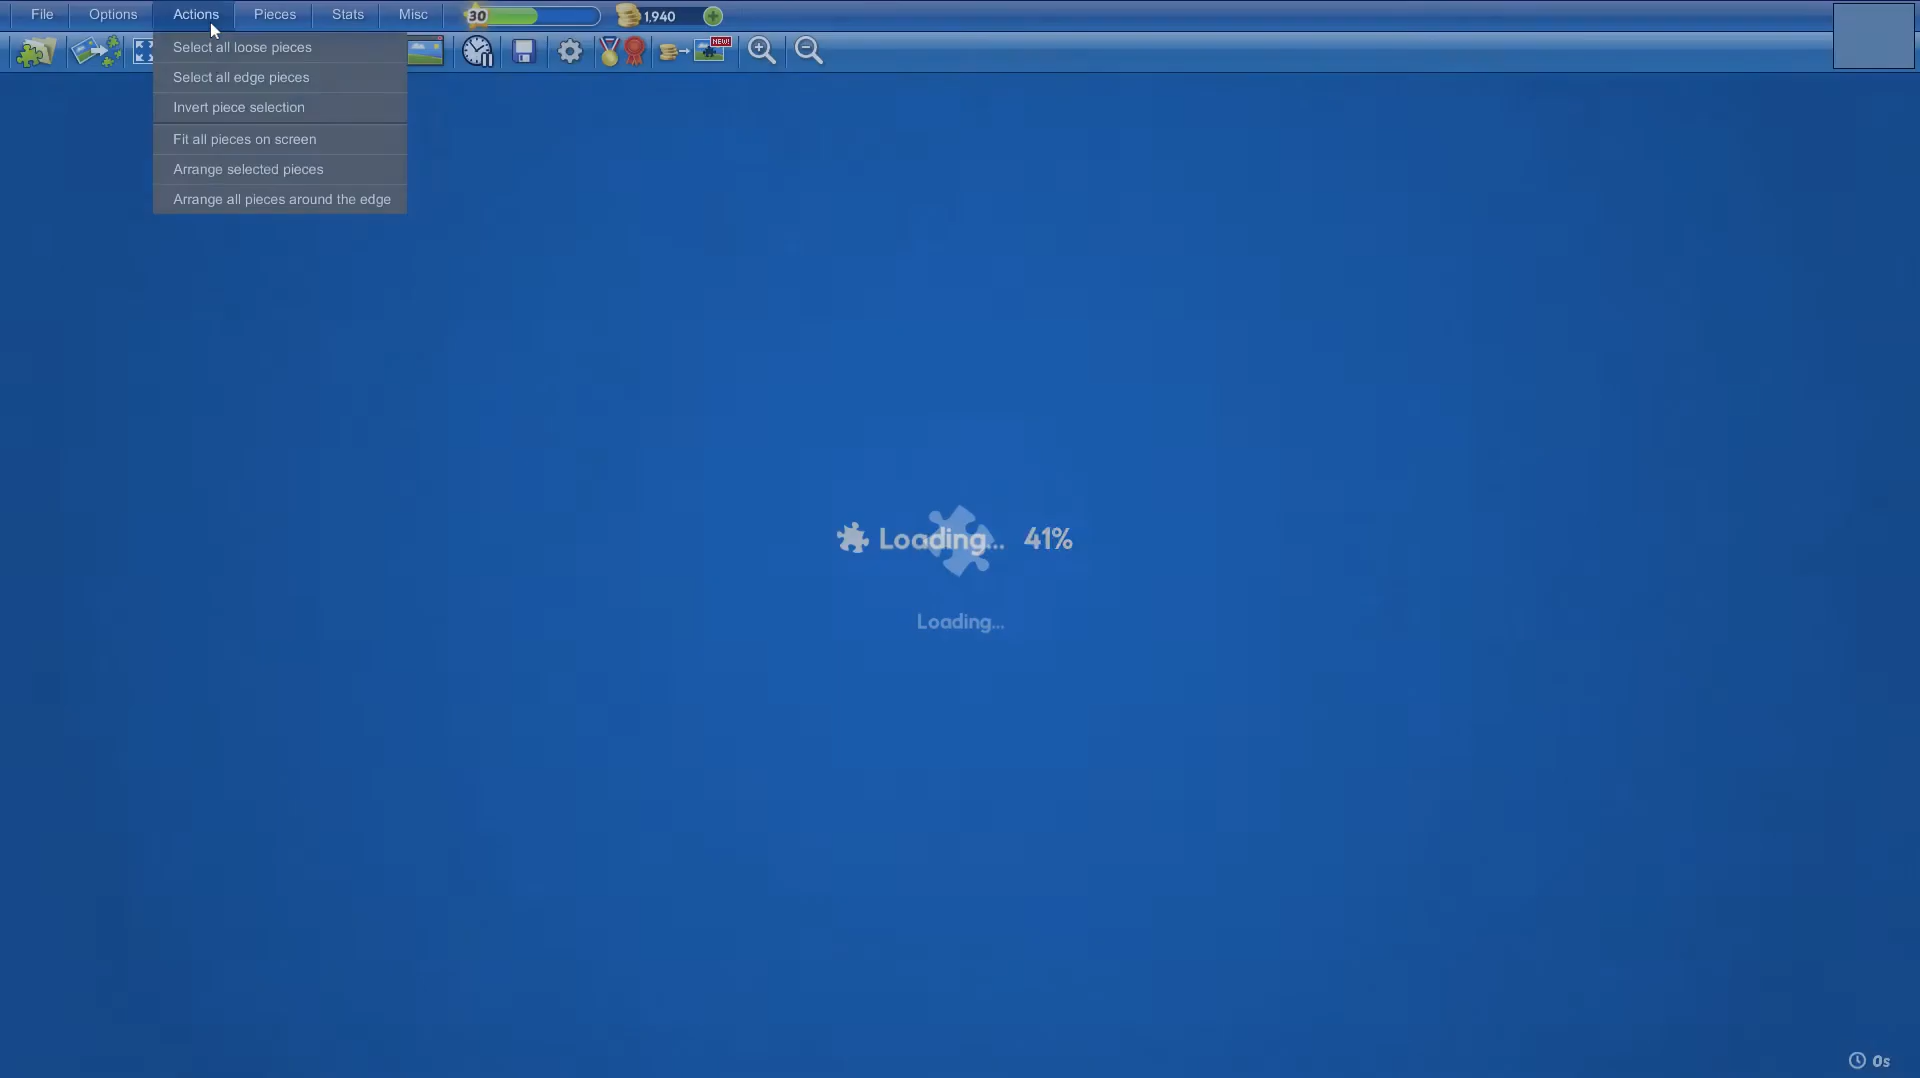 File Options Actions Pieces Stats Misc 30 1,940
NEW!
Select all loose pieces
Select all edge pieces
Invert piece selection
Fit all pieces on screen
Arrange selected pieces
Arrange all pieces around the edge
Loading... 41%
Loading...
0s